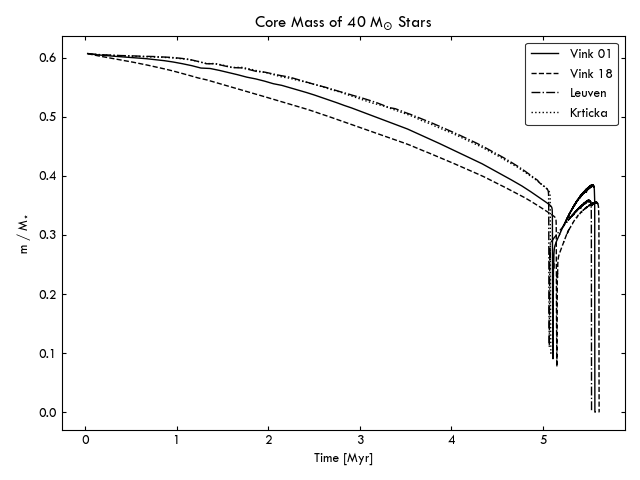 Core Mass of 40 M☉ Stars
Vink 01
Vink 18
Leuven
Krticka
m / M⋆
0.6
0.5
0.4
0.3
0.2
0.1
0.0
0 1 2 3 4 5
Time [Myr]